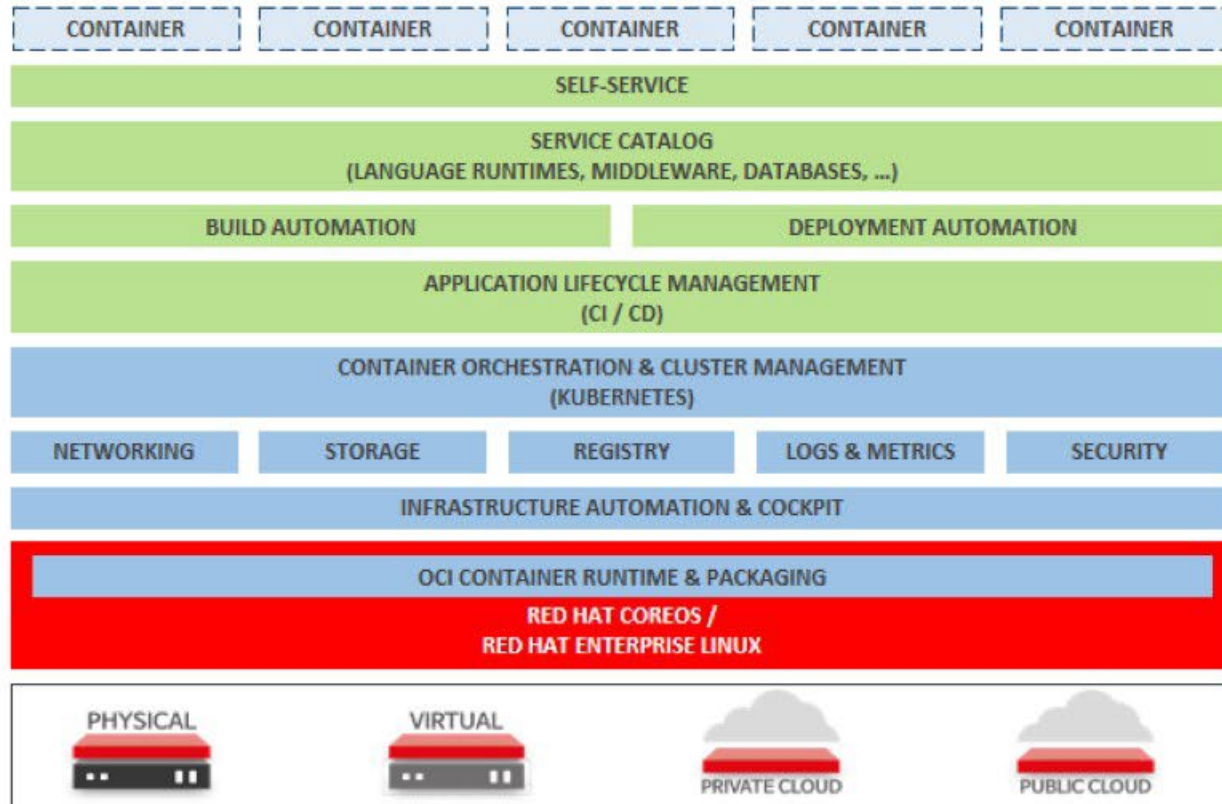 CONTAINER CONTAINER CONTAINER CONTAINER CONTAINER
SELF-SERVICE
SERVICE CATALOG
(LANGUAGE RUNTIMES, MIDDLEWARE, DATABASES, ...)
BUILD AUTOMATION DEPLOYMENT AUTOMATION
APPLICATION LIFECYCLE MANAGEMENT
(CI / CD)
CONTAINER ORCHESTRATION & CLUSTER MANAGEMENT
(KUBERNETES)
NETWORKING STORAGE REGISTRY LOGS & METRICS SECURITY
INFRASTRUCTURE AUTOMATION & COCKPIT
OCI CONTAINER RUNTIME & PACKAGING
RED HAT COREOS /
RED HAT ENTERPRISE LINUX
PHYSICAL VIRTUAL
PRIVATE CLOUD PUBLIC CLOUD